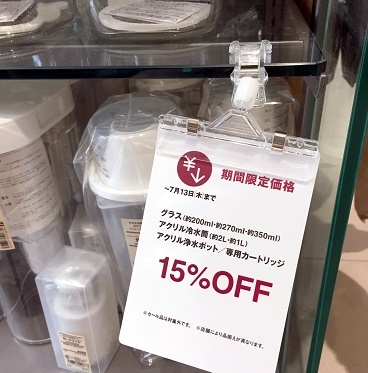 ¥
期間限定価格
~7月13日[木]まで
グラス(約200ml・約270ml・約350ml)
アクリル冷水筒(約2L・約1L)
アクリル浄水ポット/専用カートリッジ
15%OFF
※セール品は対象外です。 ※店舗により品揃えが異なります。